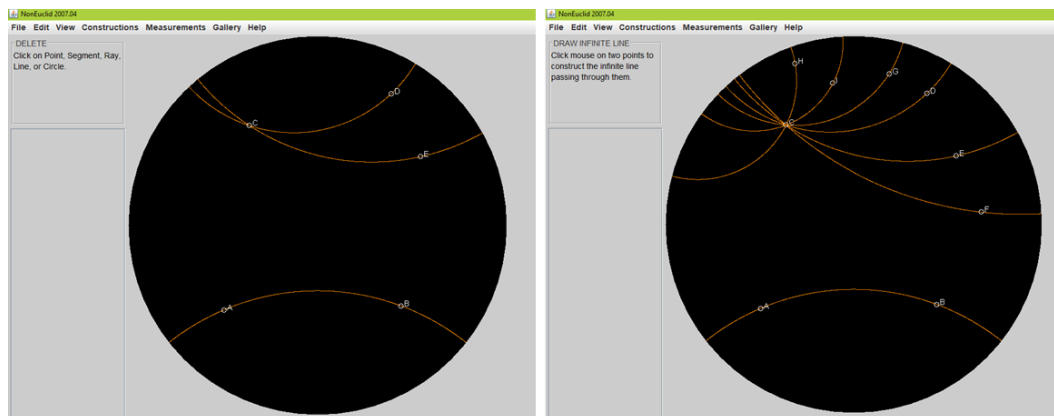 NonEuclid 2007.04
File Edit View Constructions Measurements Gallery Help
DELETE
Click on Point, Segment, Ray,
Line, or Circle.
D
C
E
A
B
NonEuclid 2007.04
File Edit View Constructions Measurements Gallery Help
DRAW INFINITE LINE
Click mouse on two points to
construct the infinite line
passing through them.
H
G
D
C
E
F
A
B